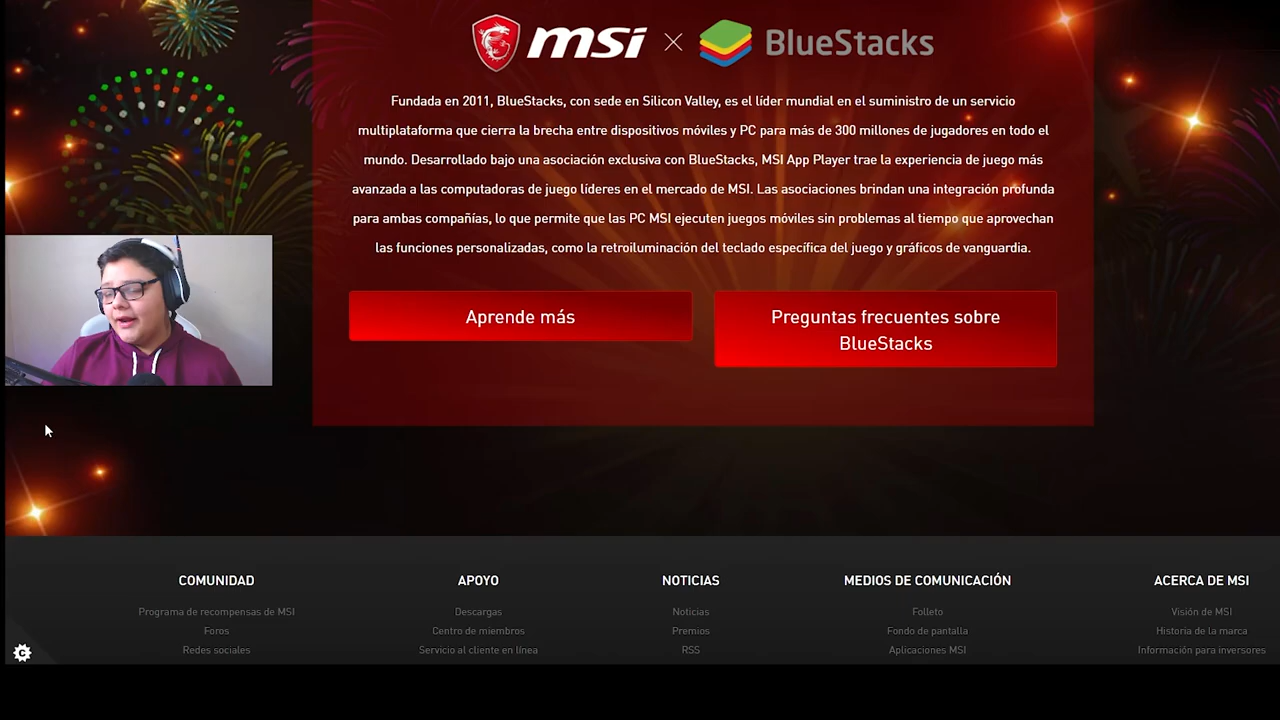 msi × BlueStacks
Fundada en 2011, BlueStacks, con sede en Silicon Valley, es el líder mundial en el suministro de un servicio
multiplataforma que cierra la brecha entre dispositivos móviles y PC para más de 300 millones de jugadores en todo el
mundo. Desarrollado bajo una asociación exclusiva con BlueStacks, MSI App Player trae la experiencia de juego más
avanzada a las computadoras de juego líderes en el mercado de MSI. Las asociaciones brindan una integración profunda
para ambas compañías, lo que permite que las PC MSI ejecuten juegos móviles sin problemas al tiempo que aprovechan
las funciones personalizadas, como la retroiluminación del teclado específica del juego y gráficos de vanguardia.
Aprende más
Preguntas frecuentes sobre
BlueStacks
COMUNIDAD
Programa de recompensas de MSI
Foros
Redes sociales
APOYO
Descargas
Centro de miembros
Servicio al cliente en línea
NOTICIAS
Noticias
Premios
RSS
MEDIOS DE COMUNICACIÓN
Folleto
Fondo de pantalla
Aplicaciones MSI
ACERCA DE MSI
Visión de MSI
Historia de la marca
Información para inversores
C